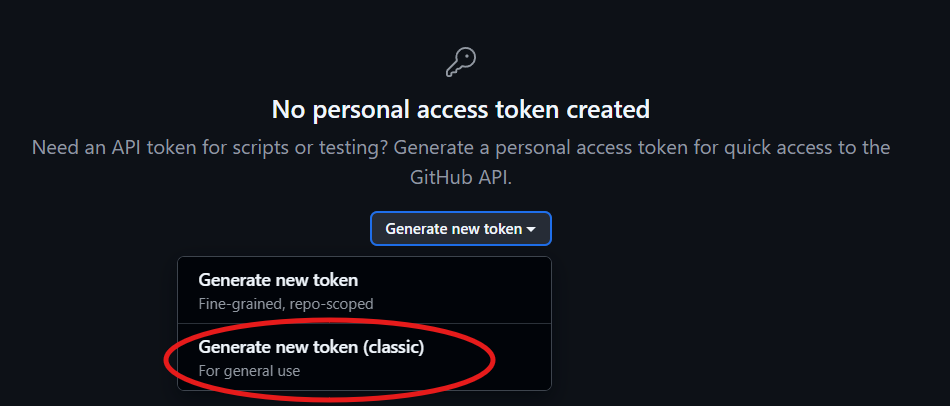 No personal access token created
Need an API token for scripts or testing? Generate a personal access token for quick access to the
GitHub API.
Generate new token
Generate new token
Fine-grained, repo-scoped
Generate new token (classic)
For general use